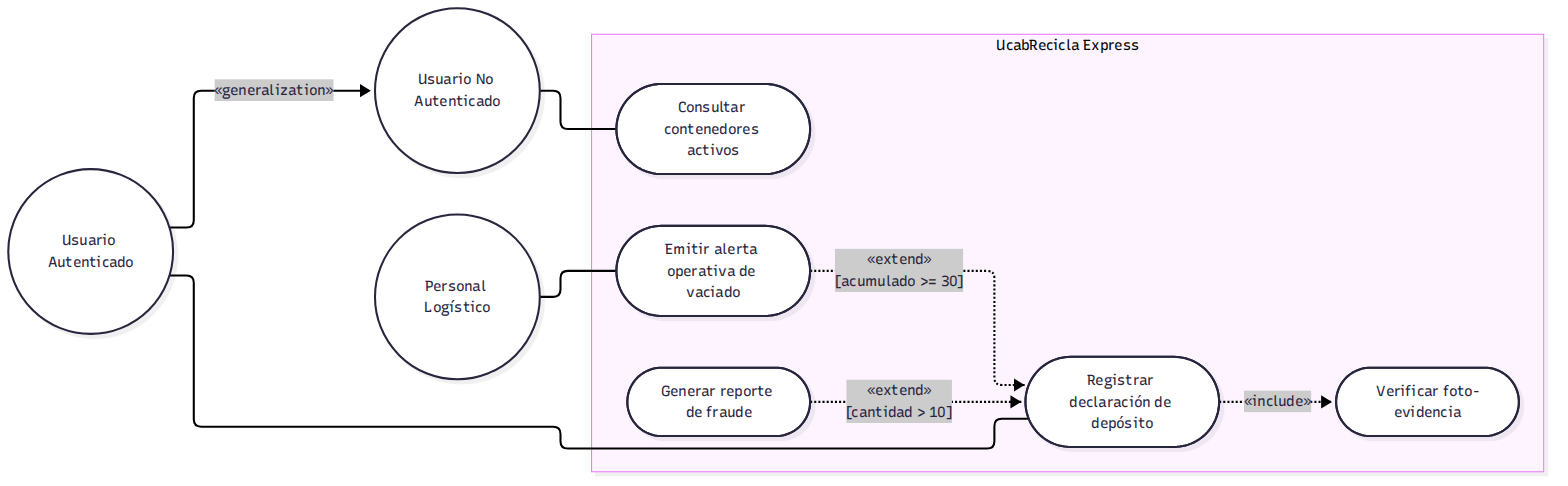 UcabRecicla Express
Usuario No
Autenticado
«generalization»
Consultar
contenedores
activos
Usuario
Autenticado
Emitir alerta
operativa de
vaciado
«extend»
[acumulado >= 30]
Personal
Logístico
Generar reporte
de fraude
«extend»
[cantidad > 10]
Registrar
declaración de
depósito
«include»
Verificar foto-
evidencia